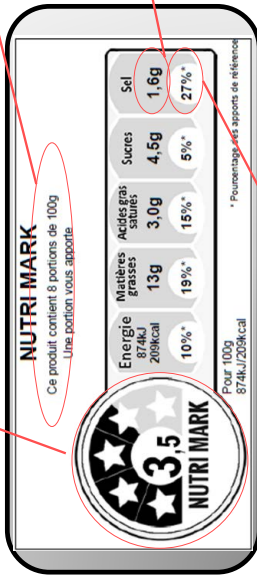 NUTRI MARK
Ce produit contient 8 portions de 100g
Une portion vous apporte
Energie
874kJ
209kcal
10%*
Matières
grasses
13g
19%*
Acides gras
saturés
3,0g
15%*
Sucres
4,5g
5%*
Sel
1,6g
27%*
3,5
NUTRI MARK
Pour 100g
874kJ/209kcal
* Pourcentage des apports de référence